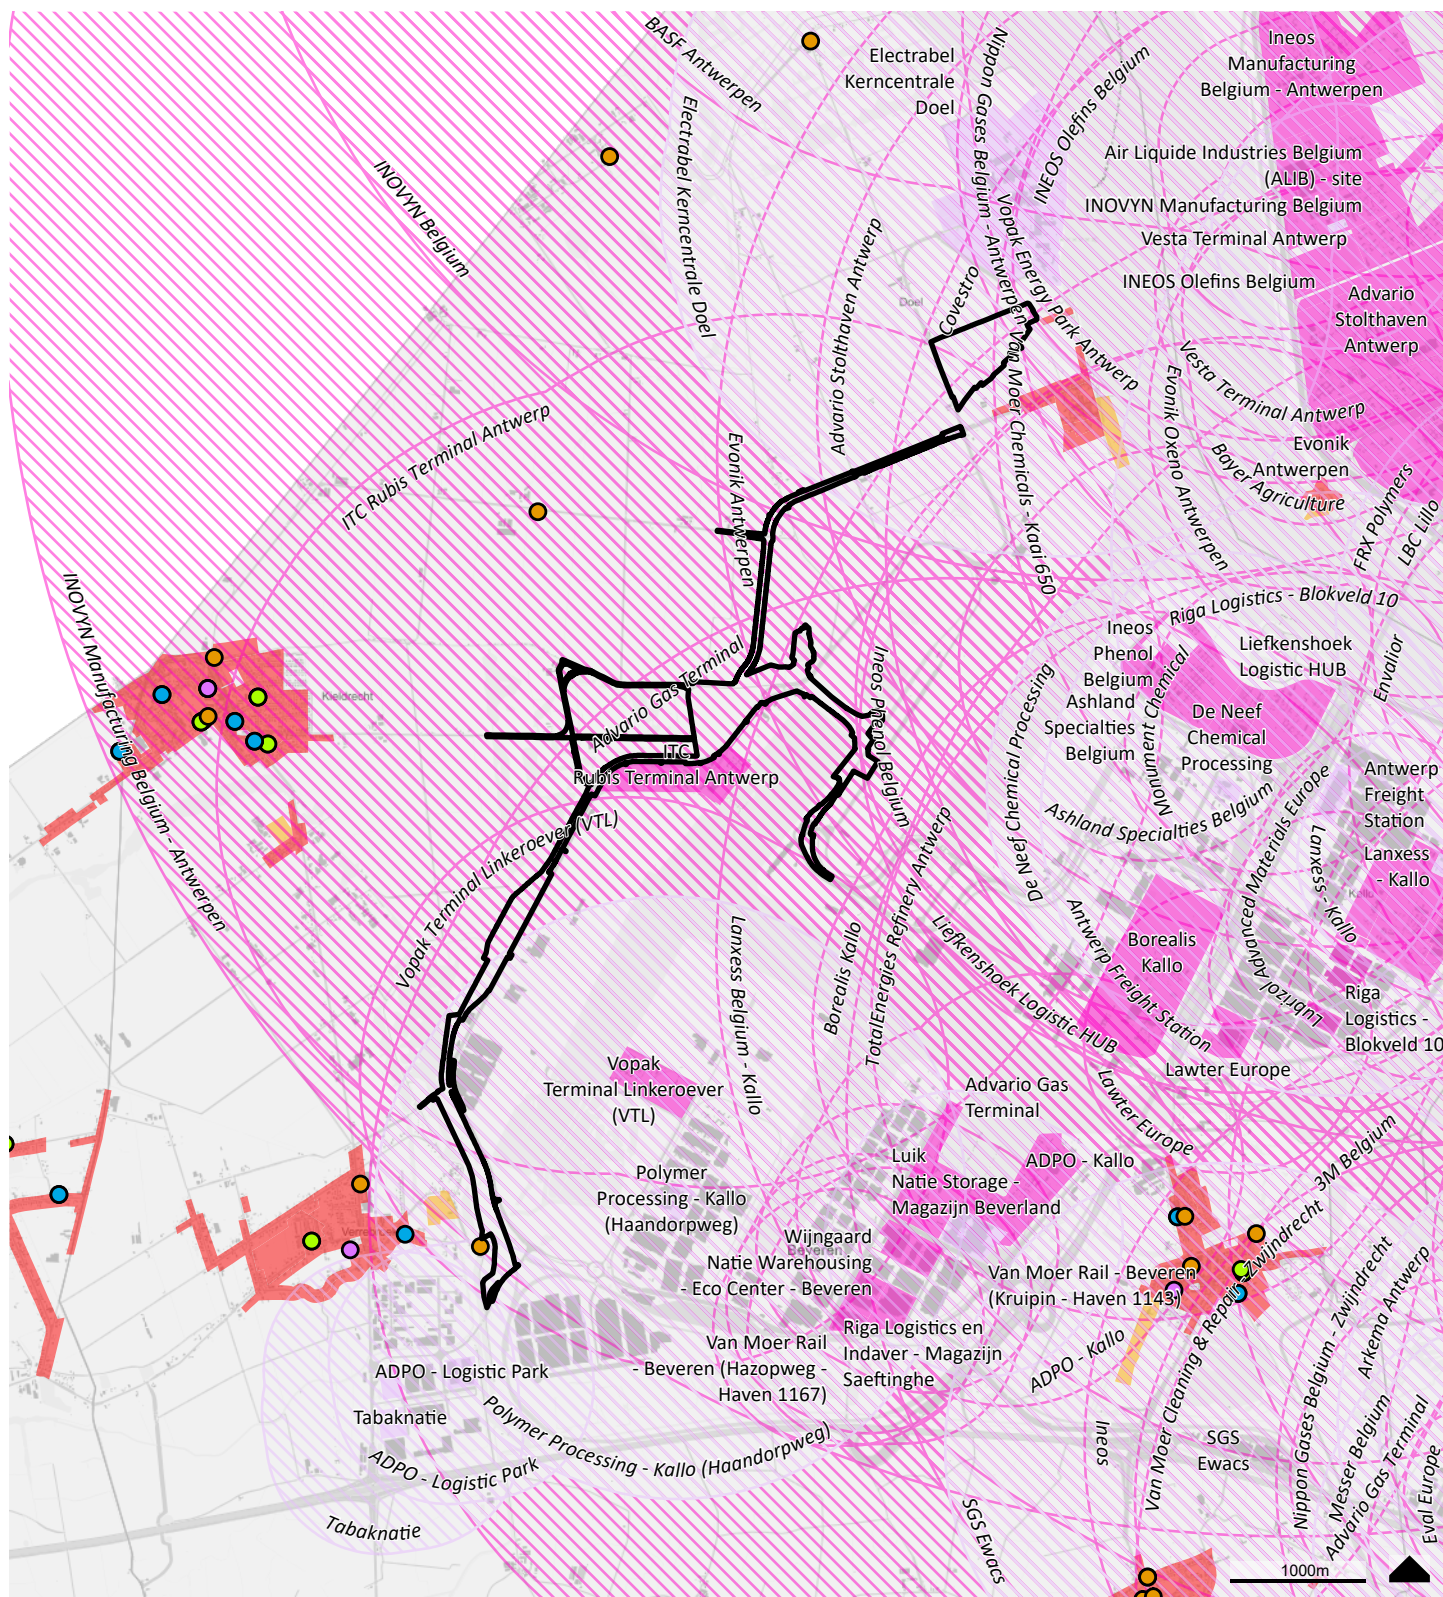 BASF Antwerpen
Electrabel
Kerncentrale
Doel
Nippon Gases Belgium - Antwerpen
INEOS Olefins Belgium
Ineos
Manufacturing
Belgium - Antwerpen
Electrabel Kerncentrale Doel
INOVYN Belgium
Air Liquide Industries Belgium
(ALIB) - site
INOVYN Manufacturing Belgium
Vesta Terminal Antwerp
INEOS Olefins Belgium
Advario
Stolthaven
Antwerp
Vopak Energy Park Antwerp
Advario Stolthaven Antwerp
Covestro
Doel
Van Moer Chemicals - Kaai 650
Vesta Terminal Antwerp
Evonik Oxeno Antwerpen
ITC Rubis Terminal Antwerp
Evonik Antwerpen
Evonik
Antwerpen
Bayer Agriculture
FRX Polymers
LBC Lillo
INOVYN Manufacturing Belgium - Antwerpen
Kieldrecht
Riga Logistics - Blokveld 10
Ineos
Phenol
Belgium
Liefkenshoek
Logistic HUB
Envalior
Ashland
Specialties
Belgium
Monument Chemical
De Neef
Chemical
Processing
De Neef Chemical Processing
Advario Gas Terminal
ITC
Rubis Terminal Antwerp
Ineos Phenol Belgium
Ashland Specialties Belgium
Antwerp
Freight
Station
Lanxess
- Kallo
Lanxess - Kallo
Lubrizol Advanced Materials Europe
Vopak Terminal Linkeroever (VTL)
Lanxess Belgium - Kallo
Borealis Kallo
TotalEnergies Refinery Antwerp
Liefkenshoek Logistic HUB
Antwerp Freight Station
Borealis
Kallo
Riga
Logistics -
Blokveld 10
Lawter Europe
Lawter Europe
Vopak
Terminal Linkeroever
(VTL)
Advario Gas
Terminal
3M Belgium
Luik
Natie Storage -
Magazijn Beverland
ADPO - Kallo
Polymer
Processing - Kallo
(Haandorpweg)
Wijngaard
Natie Warehousing
- Eco Center - Beveren
Beveren
Van Moer Rail - Beveren
(Kruipin - Haven 1143)
Van Moer Cleaning & Repair - Zwijndrecht
Nippon Gases Belgium - Zwijndrecht
Arkema Antwerp
Van Moer Rail
- Beveren (Hazopweg -
Haven 1167)
Riga Logistics en
Indaver - Magazijn
Saeftinghe
ADPO - Kallo
ADPO - Logistic Park
Tabaknatie
Polymer Processing - Kallo (Haandorpweg)
ADPO - Logistic Park
Tabaknatie
Ineos
SGS
Ewacs
SGS Ewacs
Messer Belgium
Advario Gas Terminal
Eval Europe
1000m